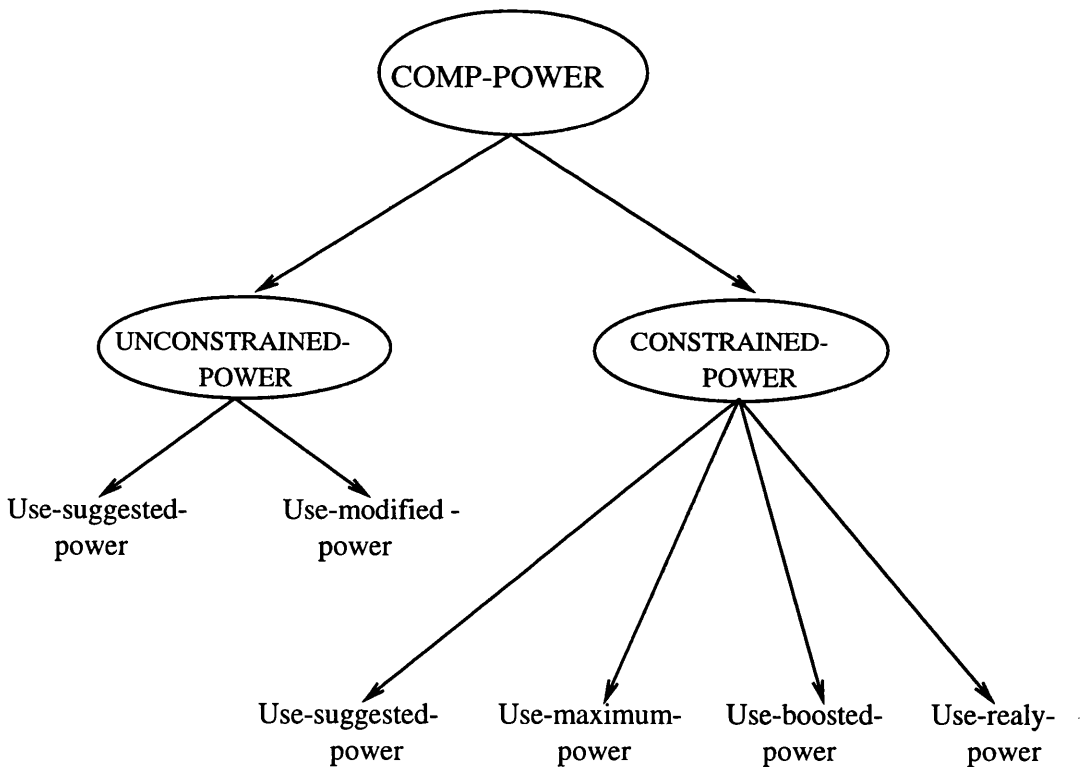 COMP-POWER
UNCONSTRAINED-
POWER
CONSTRAINED-
POWER
Use-suggested-
power
Use-modified -
power
Use-suggested-
power
Use-maximum-
power
Use-boosted-
power
Use-realy-
power